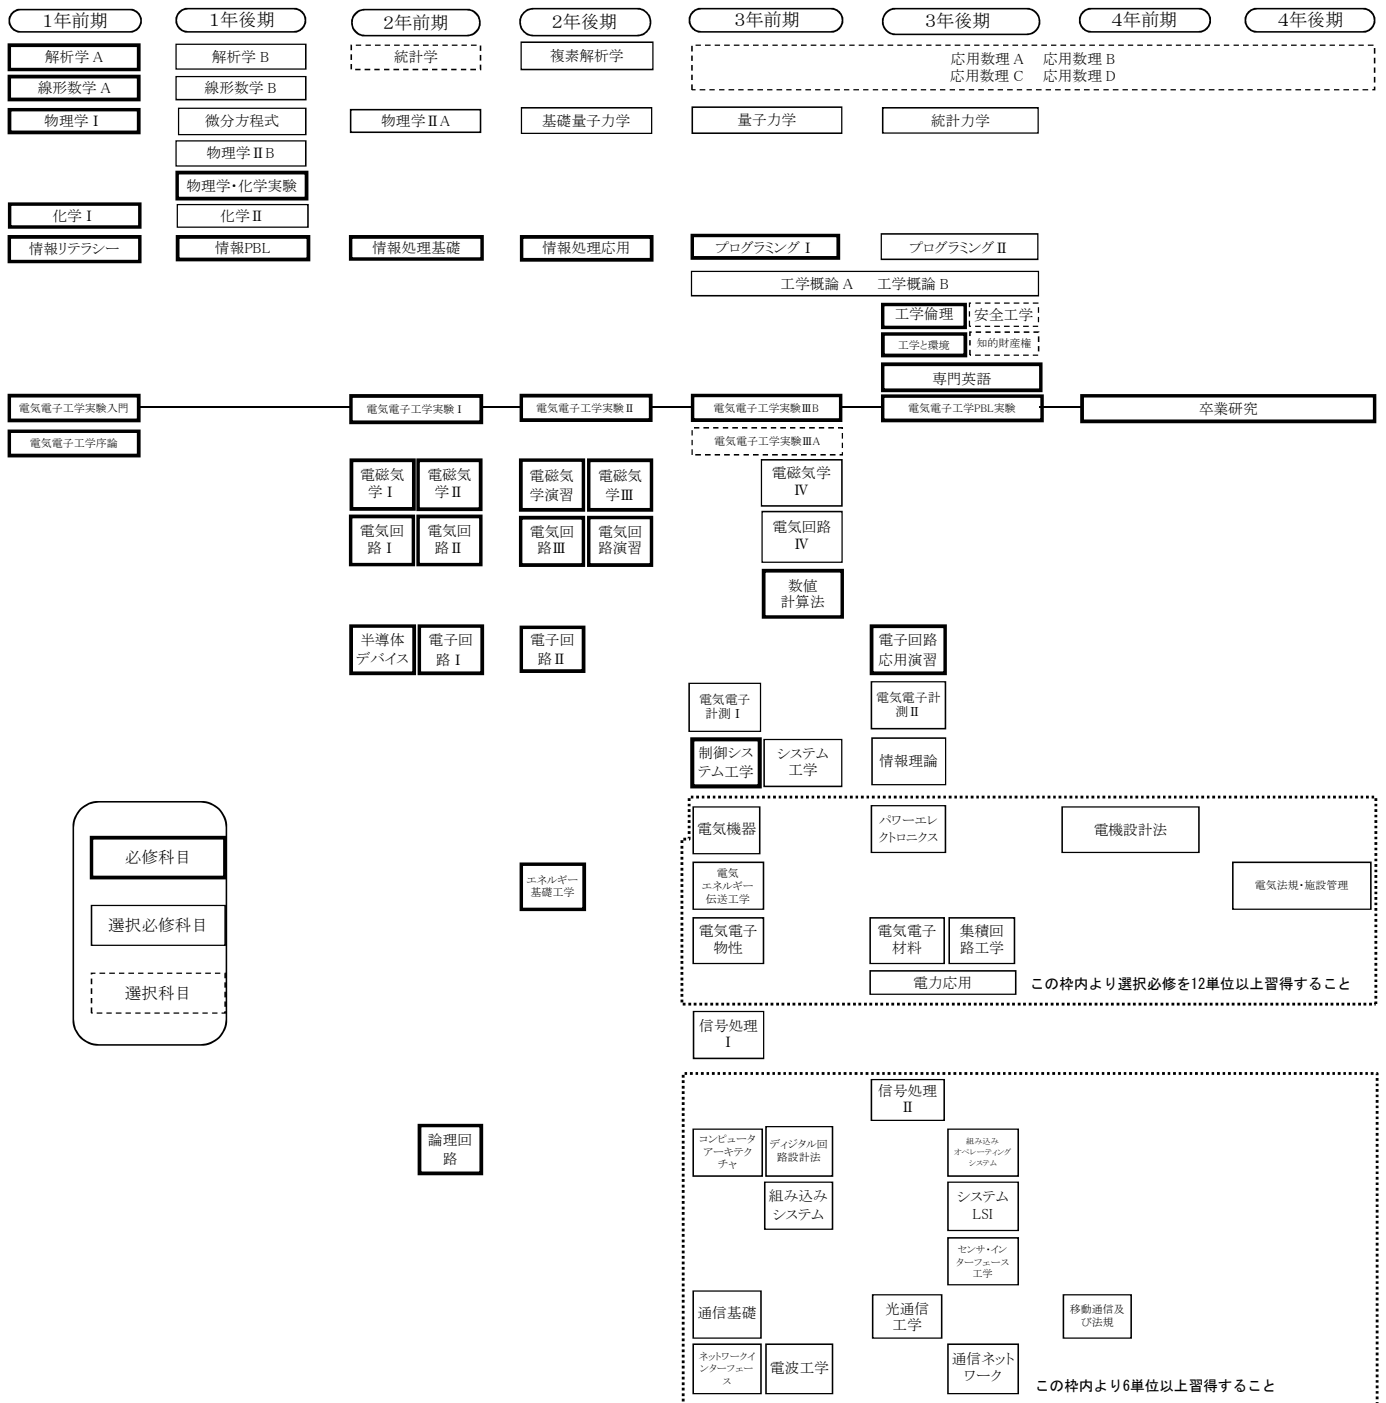 1年前期
1年後期
2年前期
2年後期
3年前期
3年後期
4年前期
4年後期
解析学A
解析学B
統計学
複素解析学
応用数理A 応用数理B
応用数理C 応用数理D
線形数学A
線形数学B
物理学Ⅰ
微分方程式
物理学ⅡA
基礎量子力学
量子力学
統計力学
物理学ⅡB
物理学・化学実験
化学Ⅰ
化学Ⅱ
情報リテラシー
情報PBL
情報処理基礎
情報処理応用
プログラミングⅠ
プログラミングⅡ
工学概論A 工学概論B
工学倫理
安全工学
工学と環境
知的財産権
専門英語
電気電子工学実験入門
電気電子工学実験Ⅰ
電気電子工学実験Ⅱ
電気電子工学実験ⅢB
電気電子工学PBL実験
卒業研究
電気電子工学序論
電気電子工学実験ⅢA
電磁気
学Ⅰ
電磁気
学Ⅱ
電磁気
学演習
電磁気
学Ⅲ
電磁気学
Ⅳ
電気回
路Ⅰ
電気回
路Ⅱ
電気回
路Ⅲ
電気回
路演習
電気回路
Ⅳ
数値
計算法
半導体
デバイス
電子回
路Ⅰ
電子回
路Ⅱ
電子回路
応用演習
電気電子
計測Ⅰ
電気電子計
測Ⅱ
制御シス
テム工学
システム
工学
情報理論
必修科目
選択必修科目
選択科目
電気機器
パワーエレ
クトロニクス
電機設計法
エネルギー
基礎工学
電気
エネルギー
伝送工学
電気法規・施設管理
電気電子
物性
電気電子
材料
集積回
路工学
電力応用
この枠内より選択必修を12単位以上習得すること
信号処理
Ⅰ
信号処理
Ⅱ
論理回
路
コンピュータ
アーキテク
チャ
ディジタル回
路設計法
組み込み
オペレーティング
システム
組み込み
システム
システム
LSI
センサ・イン
ターフェース
工学
通信基礎
光通信
工学
移動通信及
び法規
ネットワークイ
ンターフェー
ス
電波工学
通信ネット
ワーク
この枠内より6単位以上習得すること